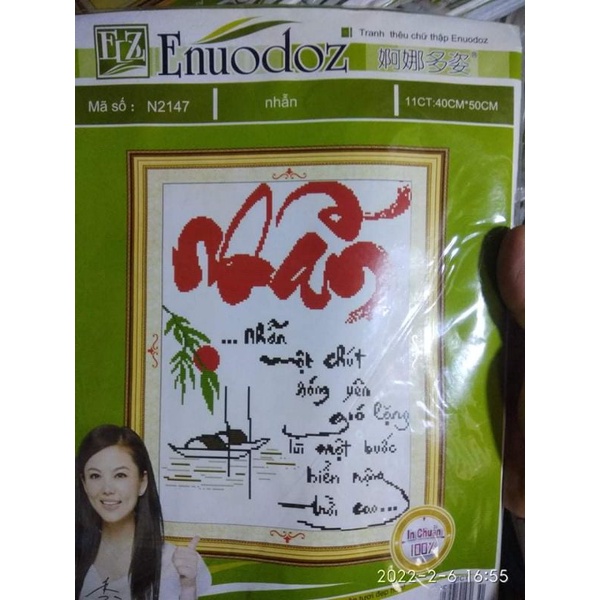 EZ
Enuodoz
Tranh thêu chữ thập Enuodoz
婀娜多姿®
Mã số : N2147
nhẫn
11CT:40CM*50CM
nhẫn
... nhẫn
một chút
sóng yên
gió lặng
lùi một bước
biển rộng
trời cao...
In Chuẩn
100%
2022-2-6 16:55